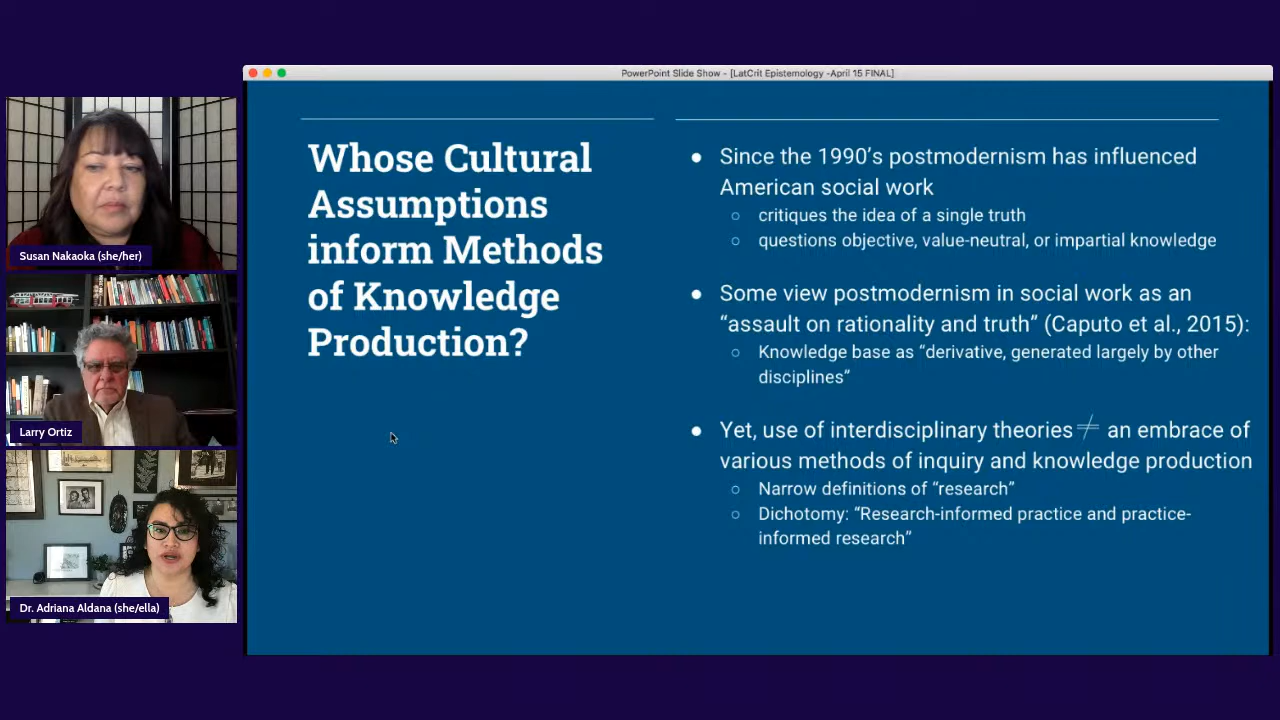 PowerPoint Slide Show - [LatCrit Epistemology -April 15 FINAL]
Susan Nakaoka (she/her)
Larry Ortiz
Dr. Adriana Aldana (she/ella)
Whose Cultural
Assumptions
inform Methods
of Knowledge
Production?
● Since the 1990’s postmodernism has influenced
American social work
○ critiques the idea of a single truth
○ questions objective, value-neutral, or impartial knowledge
● Some view postmodernism in social work as an
“assault on rationality and truth” (Caputo et al., 2015):
○ Knowledge base as “derivative, generated largely by other
disciplines”
● Yet, use of interdisciplinary theories ≠ an embrace of
various methods of inquiry and knowledge production
○ Narrow definitions of “research”
○ Dichotomy: “Research-informed practice and practice-
informed research”